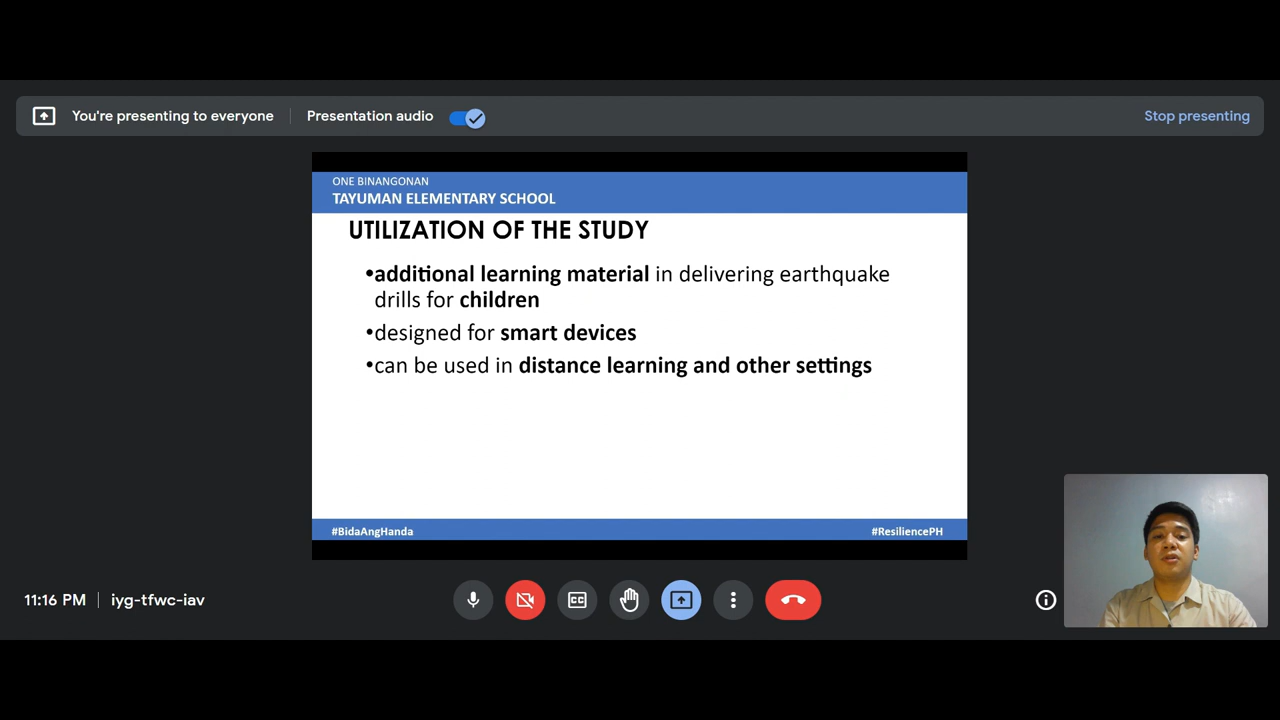 You're presenting to everyone
Presentation audio
Stop presenting
ONE BINANGONAN
TAYUMAN ELEMENTARY SCHOOL
UTILIZATION OF THE STUDY
•additional learning material in delivering earthquake
drills for children
•designed for smart devices
•can be used in distance learning and other settings
#BidaAngHanda
#ResiliencePH
11:16 PM
iyg-tfwc-iav
CC